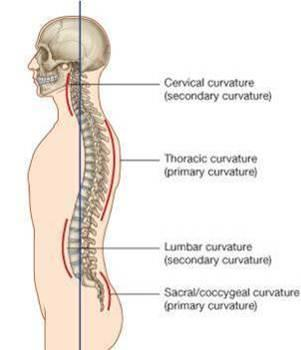 Cervical curvature
(secondary curvature)
Thoracic curvature
(primary curvature)
Lumbar curvature
(secondary curvature)
Sacral/coccygeal curvature
(primary curvature)